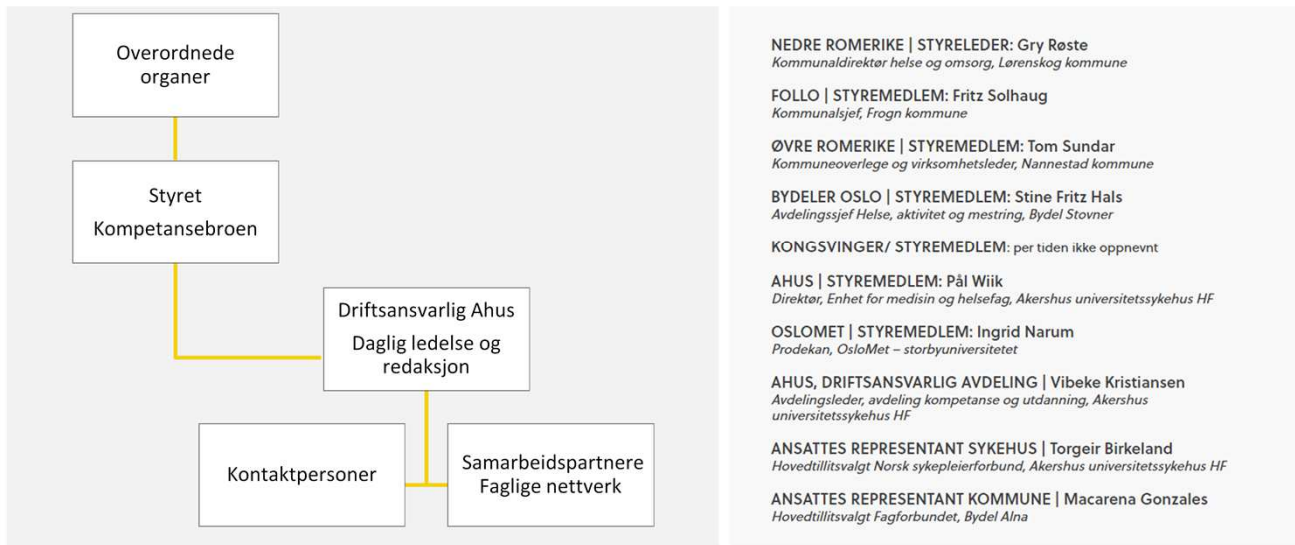 Overordnede
organer
Styret
Kompetansebroen
Driftsansvarlig Ahus
Daglig ledelse og
redaksjon
Kontaktpersoner
Samarbeidspartnere
Faglige nettverk
NEDRE ROMERIKE | STYRELEDER: Gry Røste
Kommunaldirektør helse og omsorg, Lørenskog kommune
FOLLO | STYREMEDLEM: Fritz Solhaug
Kommunalsjef, Frogn kommune
ØVRE ROMERIKE | STYREMEDLEM: Tom Sundar
Kommuneoverlege og virksomhetsleder, Nannestad kommune
BYDELER OSLO | STYREMEDLEM: Stine Fritz Hals
Avdelingssjef Helse, aktivitet og mestring, Bydel Stovner
KONGSVINGER/ STYREMEDLEM: per tiden ikke oppnevnt
AHUS | STYREMEDLEM: Pål Wiik
Direktør, Enhet for medisin og helsefag, Akershus universitetssykehus HF
OSLOMET | STYREMEDLEM: Ingrid Narum
Prodekan, OsloMet – storbyuniversitetet
AHUS, DRIFTSANSVARLIG AVDELING | Vibeke Kristiansen
Avdelingsleder, avdeling kompetanse og utdanning, Akershus
universitetssykehus HF
ANSATTES REPRESENTANT SYKEHUS | Torgeir Birkeland
Hovedtillitsvalgt Norsk sykepleierforbund, Akershus universitetssykehus HF
ANSATTES REPRESENTANT KOMMUNE | Macarena Gonzales
Hovedtillitsvalgt Fagforbundet, Bydel Alna